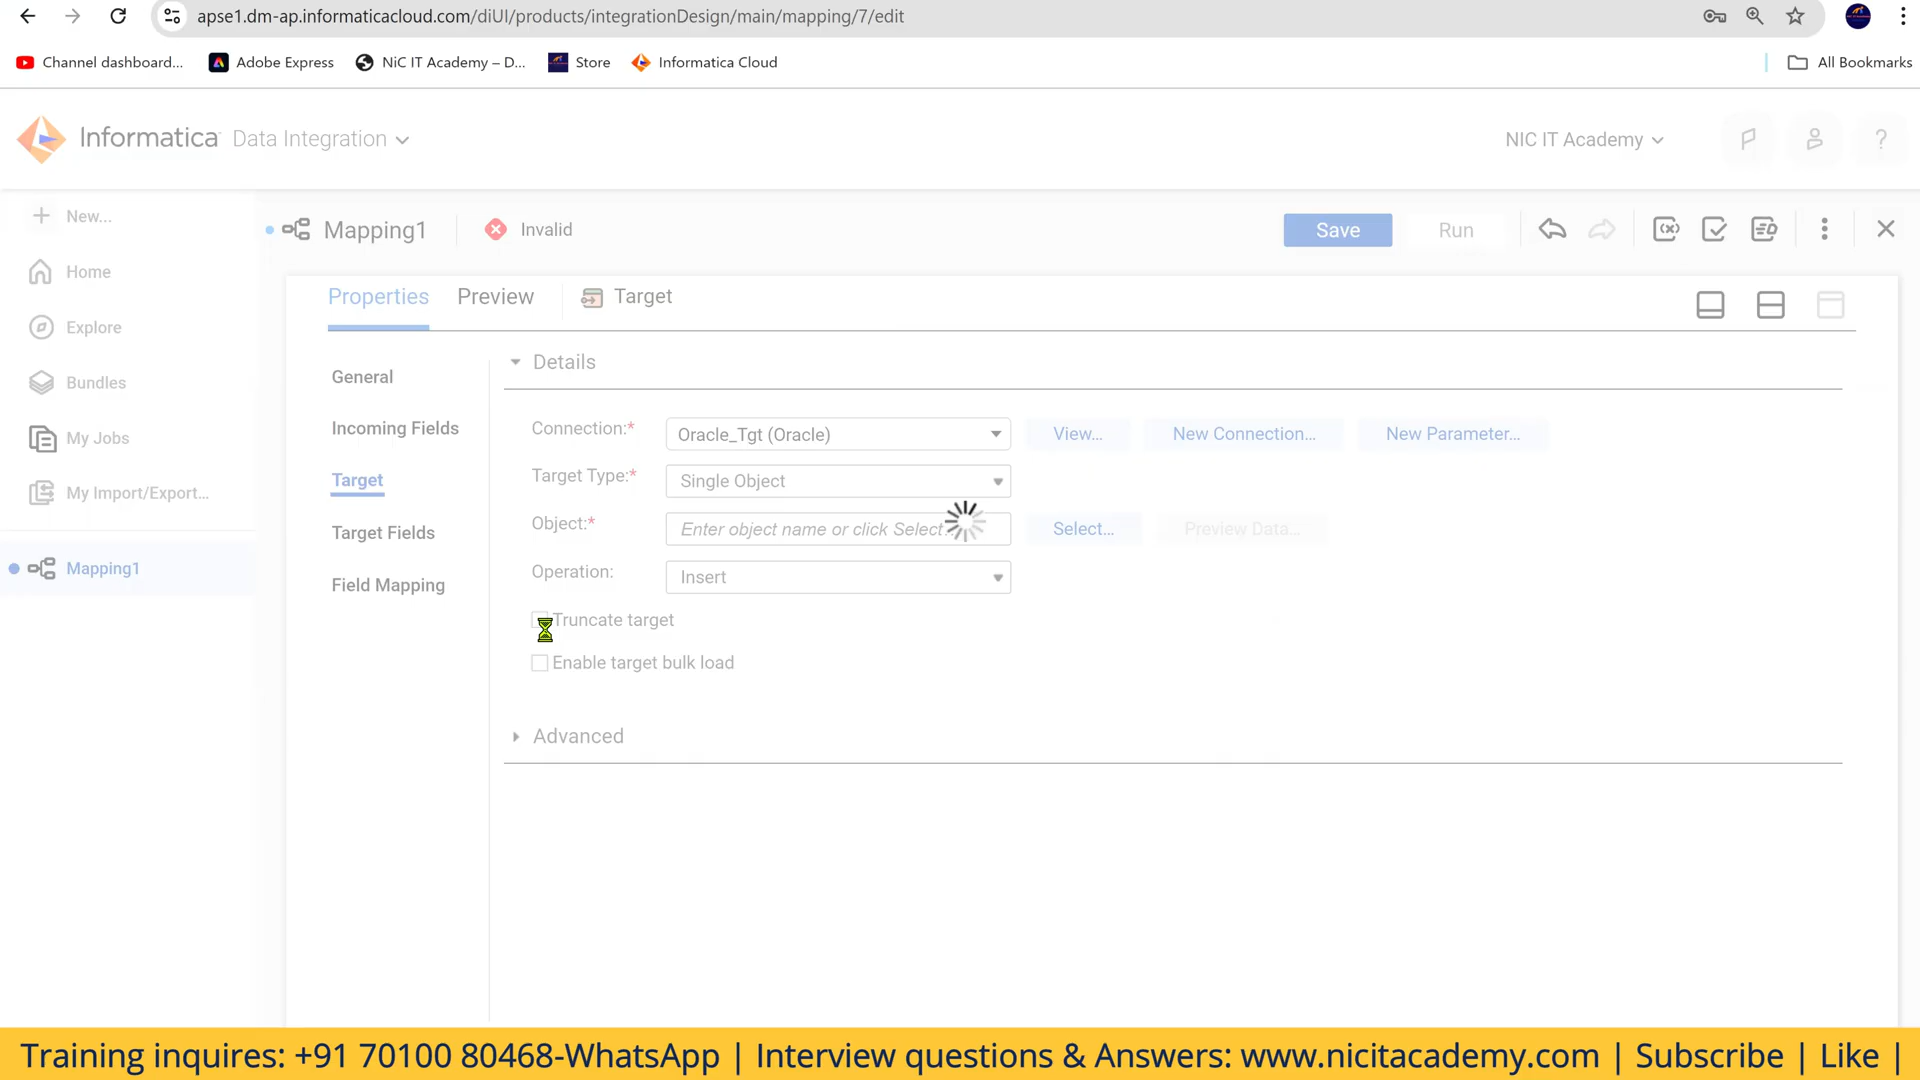 apse1.dm-ap.informaticacloud.com/diUI/products/integrationDesign/main/mapping/7/edit
Channel dashboard... Adobe Express NiC IT Academy – D... Store Informatica Cloud All Bookmarks
Informatica Data Integration NIC IT Academy ?
New... Mapping1 Invalid Save Run
Home
Properties Preview Target
Explore
Details
General
Bundles
Incoming Fields Connection:* Oracle_Tgt (Oracle) View... New Connection... New Parameter...
My Jobs
Target Target Type:* Single Object
My Import/Export...
Target Fields Object:* Enter object name or click Select Select... Preview Data...
Mapping1 Field Mapping Operation: Insert
Truncate target
Enable target bulk load
Advanced
Training inquires: +91 70100 80468-WhatsApp | Interview questions & Answers: www.nicitacademy.com | Subscribe | Like |